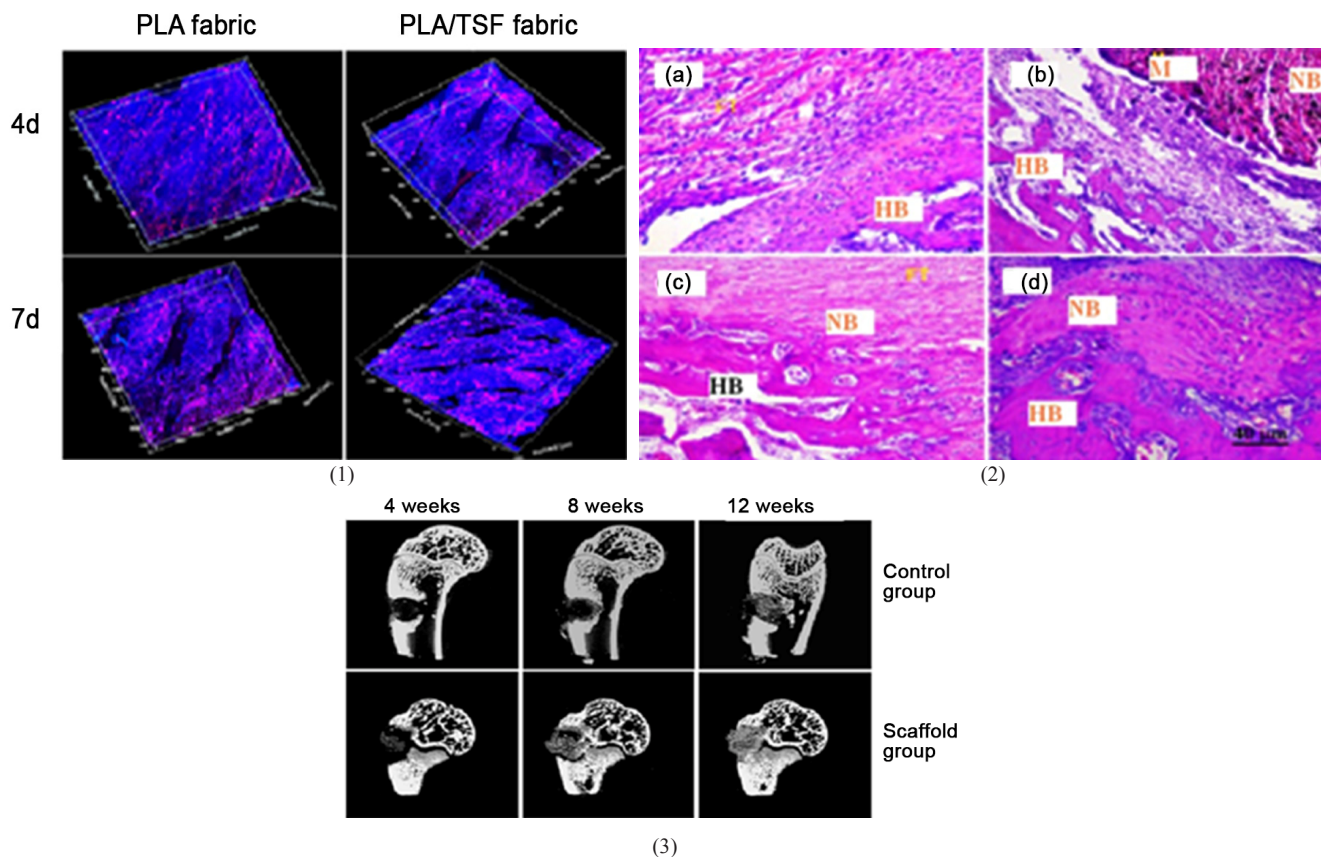 PLA fabric PLA/TSF fabric
4d
7d
(1)
(a)
FT
HB
(b)
M
NB
HB
(c)
FT
NB
HB
(d)
NB
HB
40 μm
(2)
4 weeks 8 weeks 12 weeks
Control
group
Scaffold
group
(3)